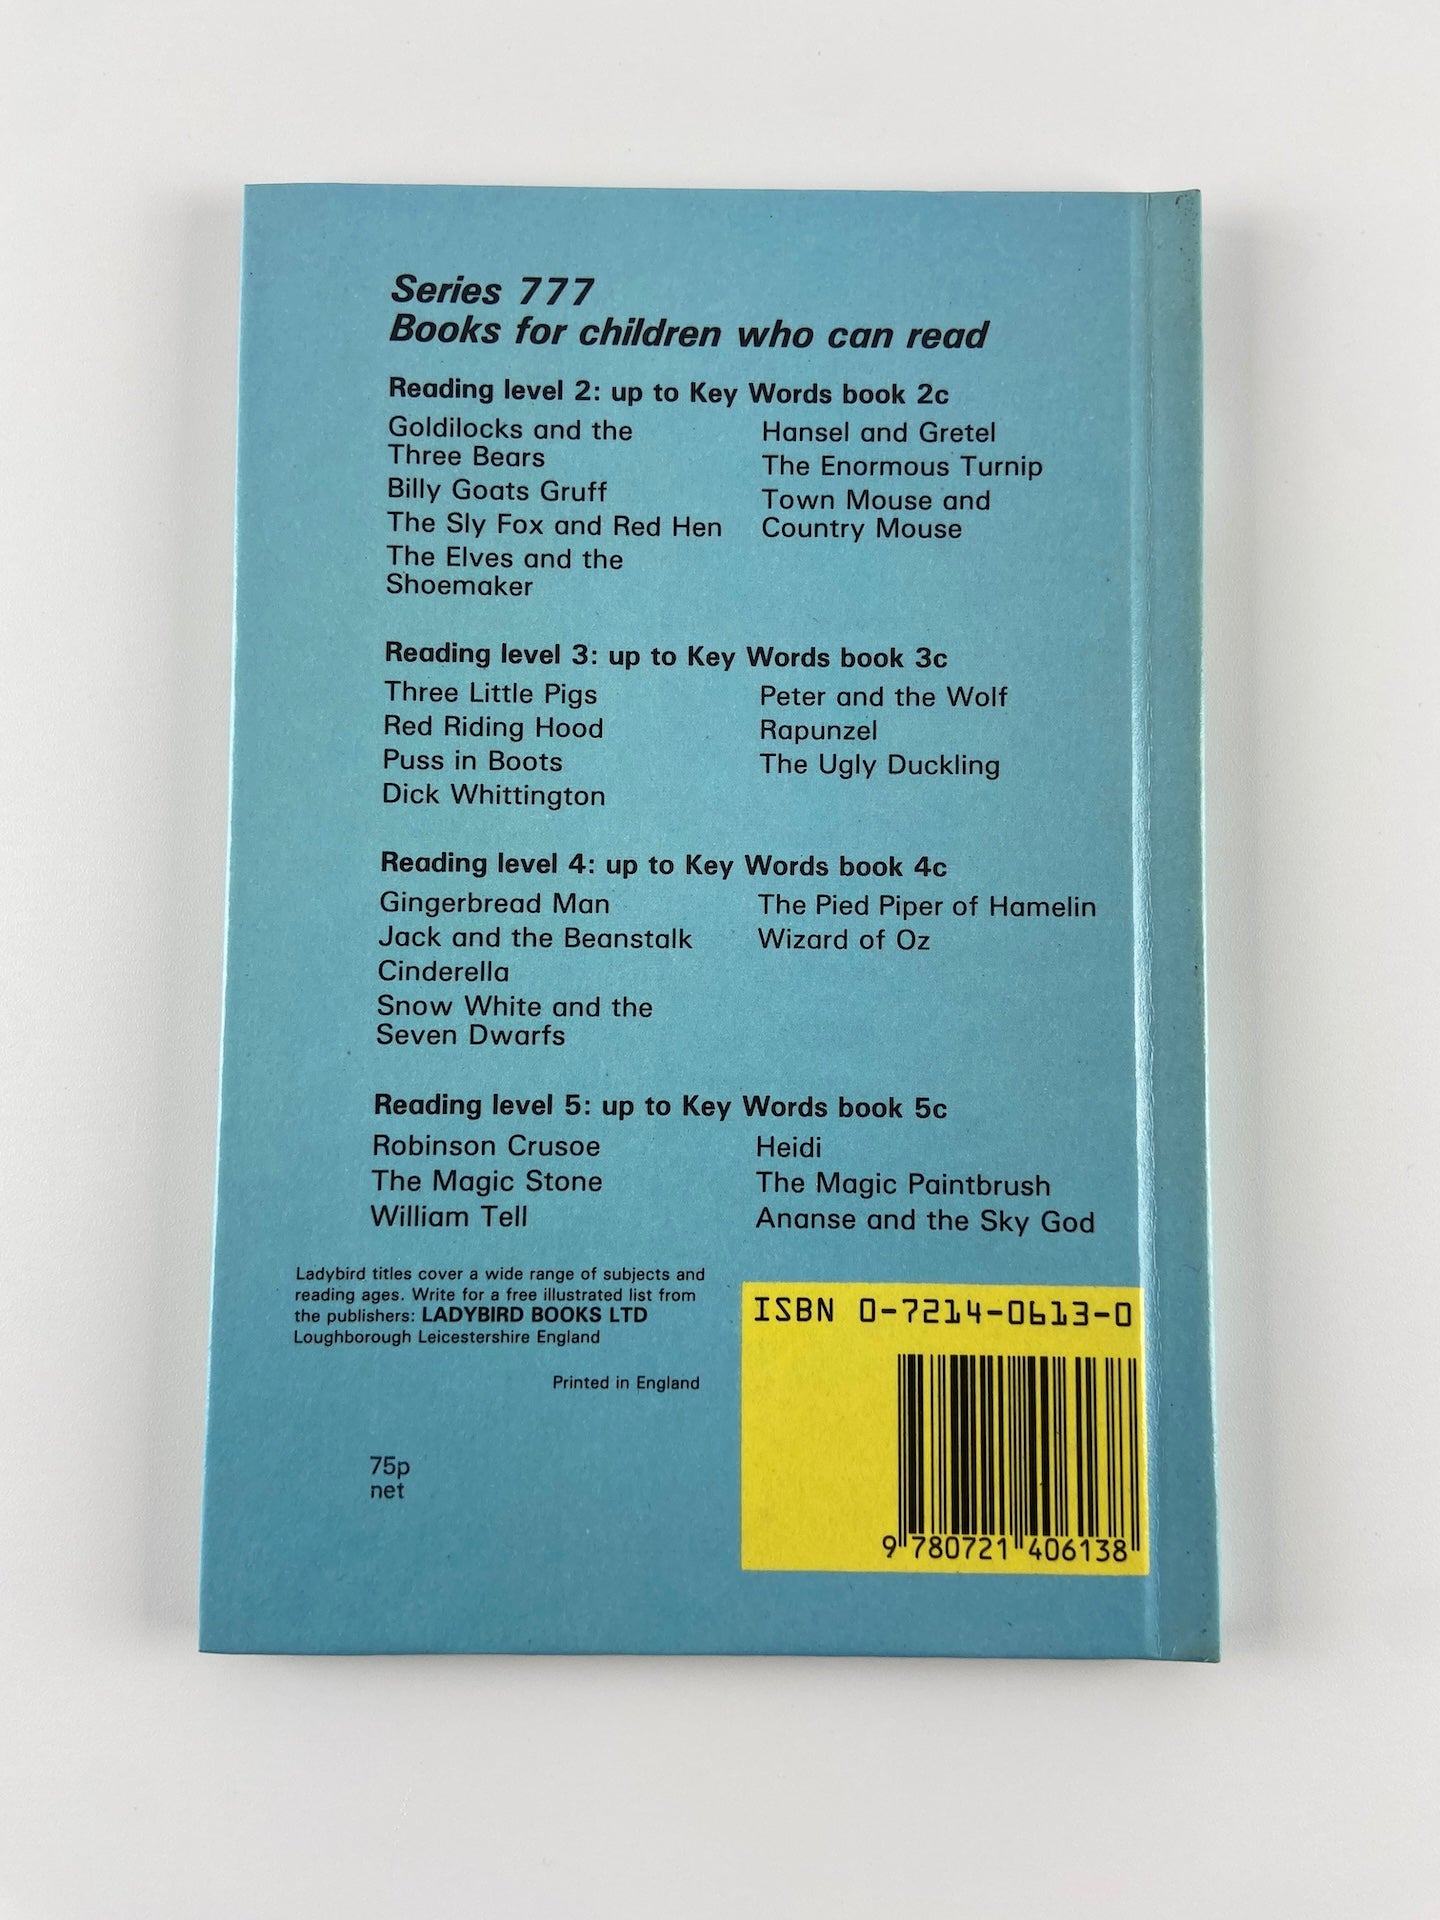 Series 777
Books for children who can read
Reading level 2: up to Key Words book 2c
Goldilocks and the
Three Bears
Billy Goats Gruff
The Sly Fox and Red Hen
The Elves and the
Shoemaker
Hansel and Gretel
The Enormous Turnip
Town Mouse and
Country Mouse
Reading level 3: up to Key Words book 3c
Three Little Pigs
Red Riding Hood
Puss in Boots
Dick Whittington
Peter and the Wolf
Rapunzel
The Ugly Duckling
Reading level 4: up to Key Words book 4c
Gingerbread Man
Jack and the Beanstalk
Cinderella
Snow White and the
Seven Dwarfs
The Pied Piper of Hamelin
Wizard of Oz
Reading level 5: up to Key Words book 5c
Robinson Crusoe
The Magic Stone
William Tell
Heidi
The Magic Paintbrush
Ananse and the Sky God
Ladybird titles cover a wide range of subjects and
reading ages. Write for a free illustrated list from
the publishers: LADYBIRD BOOKS LTD
Loughborough Leicestershire England
Printed in England
75p
net
ISBN 0-7214-0613-0
9 780721 406138